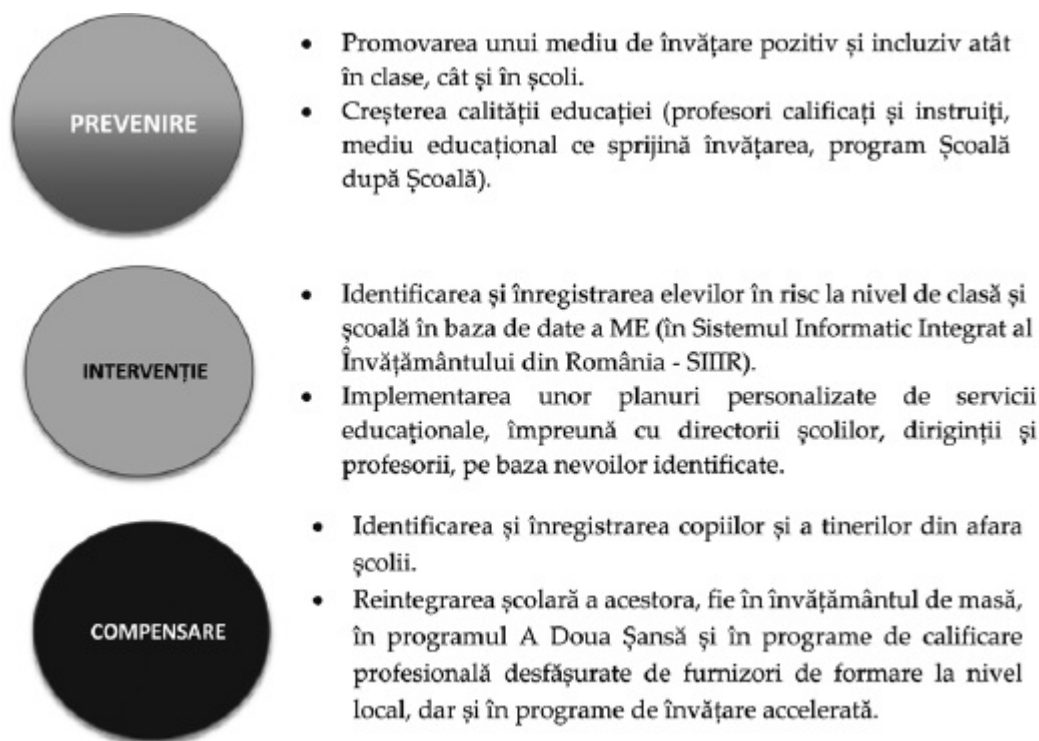 PREVENIRE
• Promovarea unui mediu de învățare pozitiv și incluziv atât
în clase, cât și în școli.
• Creșterea calității educației (profesori calificați și instruiți,
mediu educațional ce sprijină învățarea, program Școală
după Școală).
INTERVENȚIE
• Identificarea și înregistrarea elevilor în risc la nivel de clasă și
școală în baza de date a ME (în Sistemul Informatic Integrat al
Învățământului din România - SIIIR).
• Implementarea unor planuri personalizate de servicii
educaționale, împreună cu directorii școlilor, diriginții și
profesorii, pe baza nevoilor identificate.
COMPENSARE
• Identificarea și înregistrarea copiilor și a tinerilor din afara
școlii.
• Reintegrarea școlară a acestora, fie în învățământul de masă,
în programul A Doua Șansă și în programe de calificare
profesională desfășurate de furnizori de formare la nivel
local, dar și în programe de învățare accelerată.